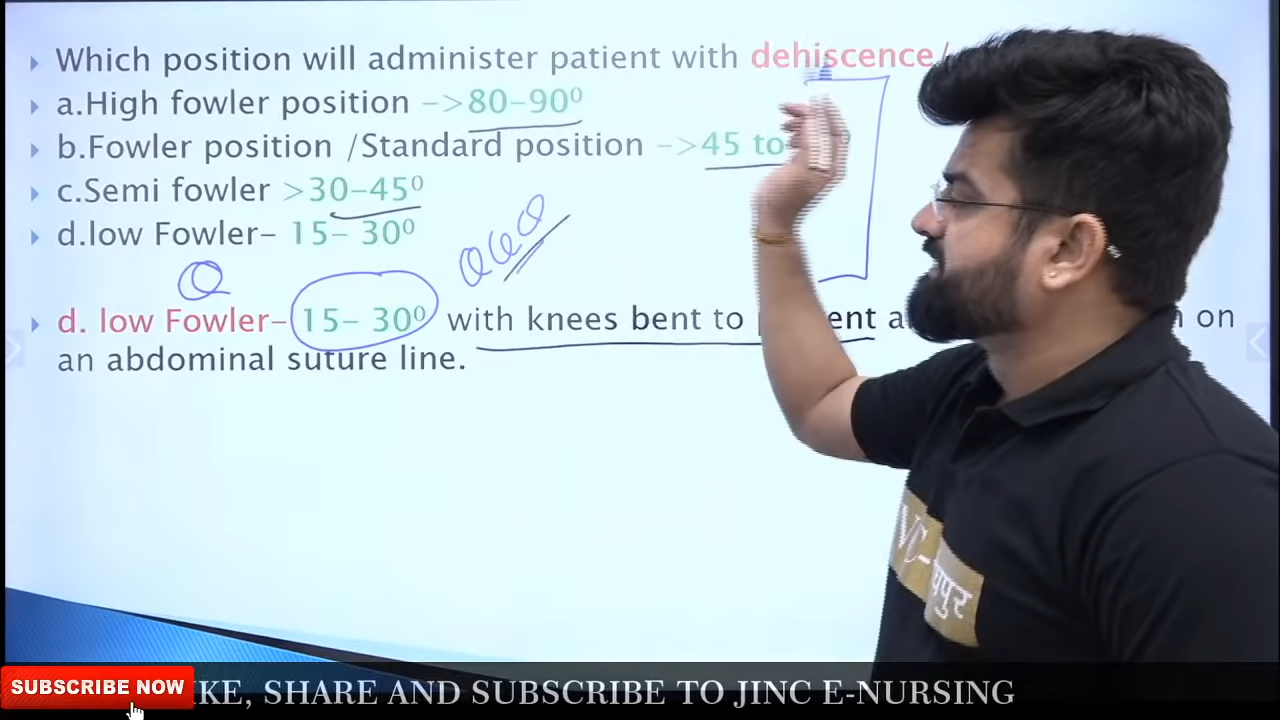 Which position will administer patient with dehiscence/
a.High fowler position –>80–90⁰
b.Fowler position /Standard position –>45 to
c.Semi fowler >30–45⁰
d.low Fowler– 15– 30⁰
d. low Fowler– 15– 30⁰ with knees bent to on
an abdominal suture line.
SUBSCRIBE NOW
SHARE AND SUBSCRIBE TO JINC E-NURSING